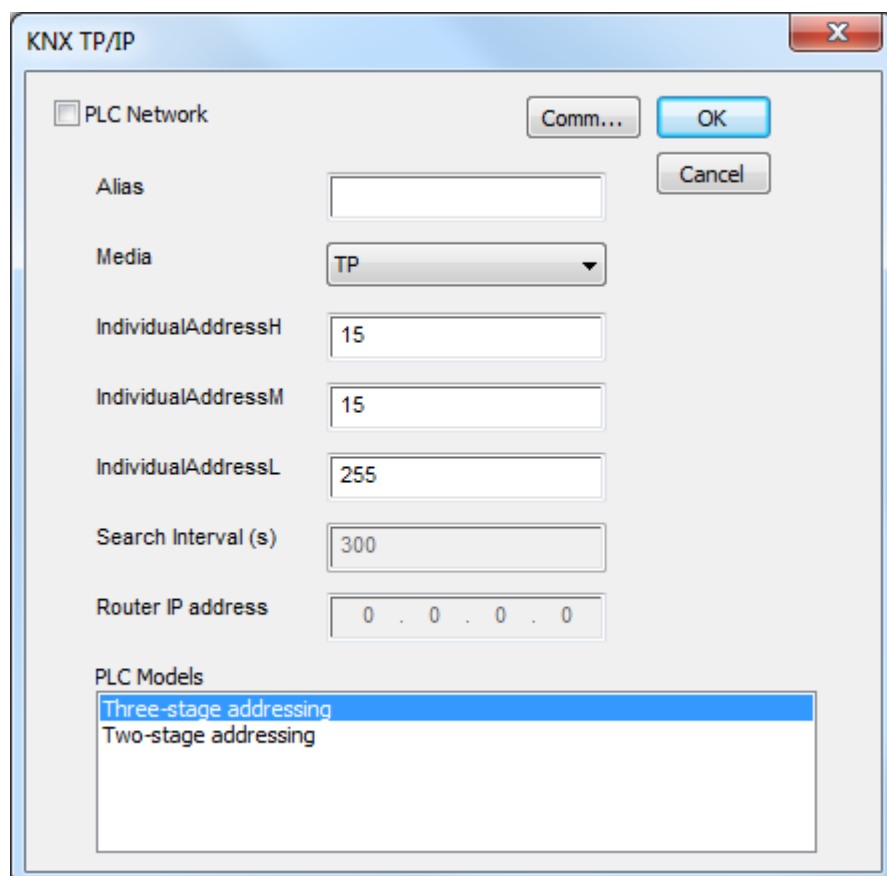 KNX TP/IP
PLC Network
Comm...
OK
Cancel
Alias
Media
TP
IndividualAddressH
15
IndividualAddressM
15
IndividualAddressL
255
Search Interval (s)
300
Router IP address
0 . 0 . 0 . 0
PLC Models
Three-stage addressing
Two-stage addressing